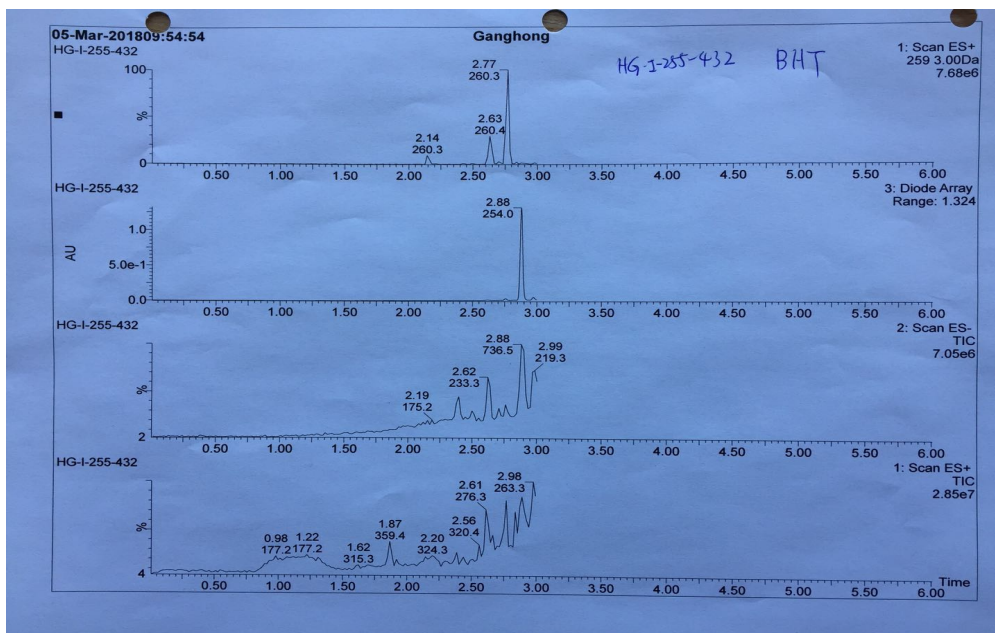 05-Mar-201809:54:54
Ganghong
HG-I-255-432
HG-I-255-432 BHT
1: Scan ES+
259 3.00Da
7.68e6
100
%
0
2.14
260.3
2.63
260.4
2.77
260.3
0.50 1.00 1.50 2.00 2.50 3.00 3.50 4.00 4.50 5.00 5.50 6.00
HG-I-255-432
3: Diode Array
Range: 1.324
AU
1.0
5.0e-1
0.0
2.88
254.0
0.50 1.00 1.50 2.00 2.50 3.00 3.50 4.00 4.50 5.00 5.50 6.00
HG-I-255-432
2: Scan ES-
TIC
7.05e6
%
2
2.19
175.2
2.62
233.3
2.88
736.5
2.99
219.3
0.50 1.00 1.50 2.00 2.50 3.00 3.50 4.00 4.50 5.00 5.50 6.00
HG-I-255-432
1: Scan ES+
TIC
2.85e7
%
4
0.98
177.2
1.22
177.2
1.62
315.3
1.87
359.4
2.20
324.3
2.56
320.4
2.61
276.3
2.98
263.3
Time
0.50 1.00 1.50 2.00 2.50 3.00 3.50 4.00 4.50 5.00 5.50 6.00